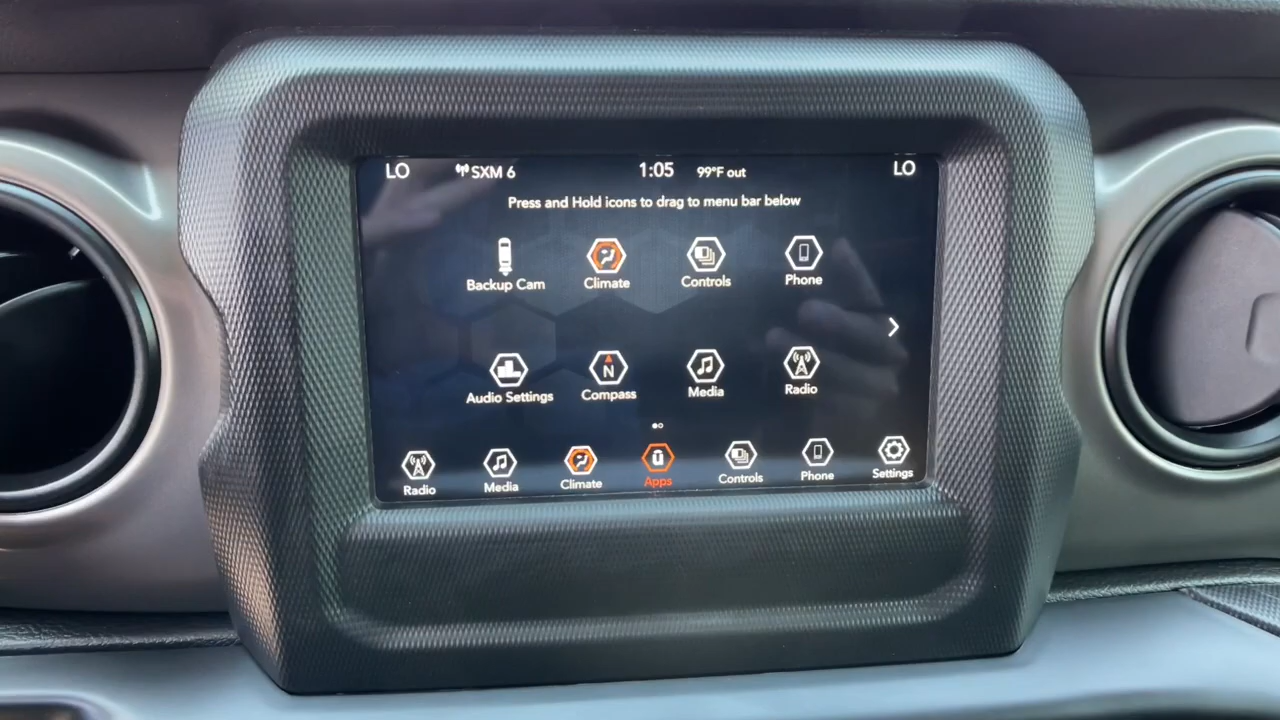 LO SXM 6 1:05 99°F out LO
Press and Hold icons to drag to menu bar below
Backup Cam Climate Controls Phone
N
Audio Settings Compass Media Radio
Radio Media Climate Apps Controls Phone Settings